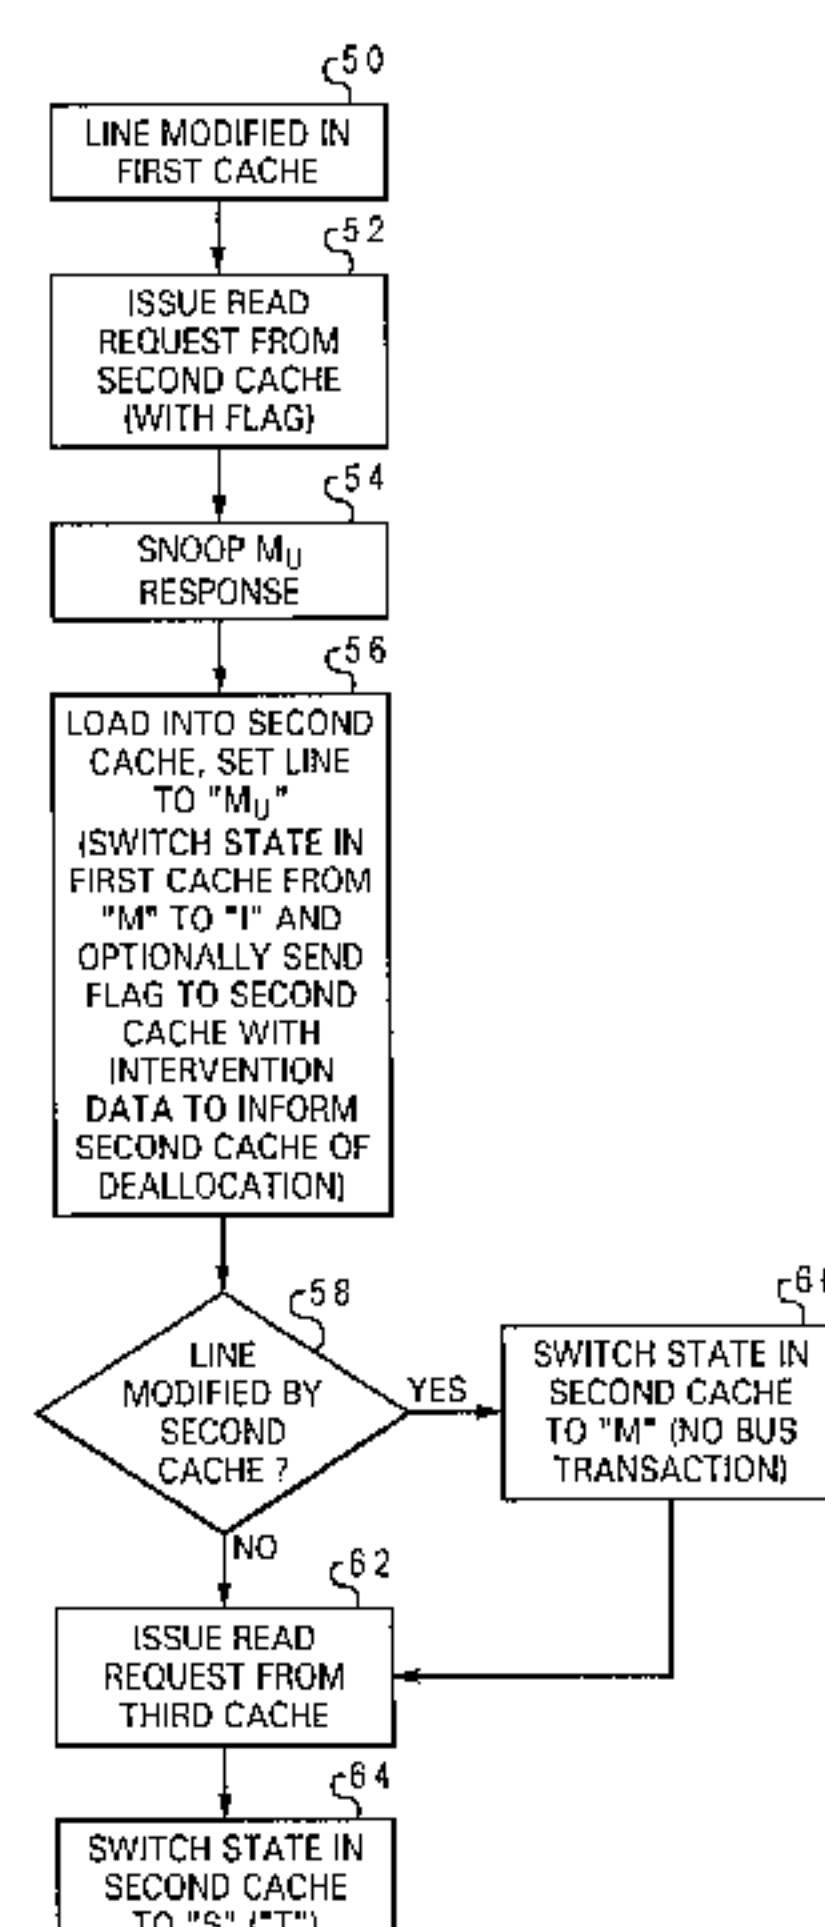 50
LINE MODIFIED IN
FIRST CACHE
52
ISSUE READ
REQUEST FROM
SECOND CACHE
(WITH FLAG)
54
SNOOP MU
RESPONSE
56
LOAD INTO SECOND
CACHE, SET LINE
TO "MU"
(SWITCH STATE IN
FIRST CACHE FROM
"M" TO "I" AND
OPTIONALLY SEND
FLAG TO SECOND
CACHE WITH
INTERVENTION
DATA TO INFORM
SECOND CACHE OF
DEALLOCATION)
58
LINE
MODIFIED BY
SECOND
CACHE ?
YES
SWITCH STATE IN
SECOND CACHE
TO "M" (NO BUS
TRANSACTION)
NO
62
ISSUE READ
REQUEST FROM
THIRD CACHE
64
SWITCH STATE IN
SECOND CACHE
TO "S" ("T")